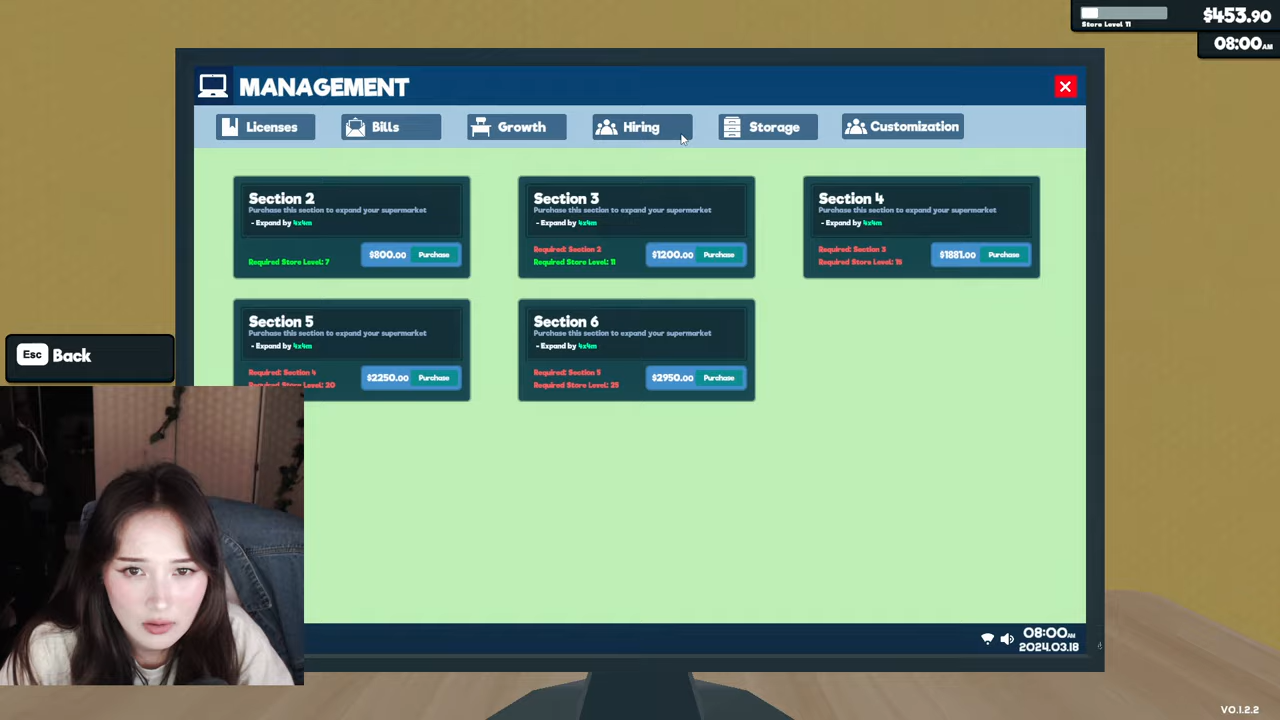 Store Level 11
$453.90
08:00AM
MANAGEMENT
Licenses
Bills
Growth
Hiring
Storage
Customization
Section 2
Purchase this section to expand your supermarket
- Expand by 4x4m
Required Store Level: 7
$800.00 Purchase
Section 3
Purchase this section to expand your supermarket
- Expand by 4x4m
Required: Section 2
Required Store Level: 11
$1200.00 Purchase
Section 4
Purchase this section to expand your supermarket
- Expand by 4x4m
Required: Section 3
Required Store Level: 15
$1881.00 Purchase
Section 5
Purchase this section to expand your supermarket
- Expand by 4x4m
Required: Section 4
Required Store Level: 20
$2250.00 Purchase
Section 6
Purchase this section to expand your supermarket
- Expand by 4x4m
Required: Section 5
Required Store Level: 25
$2950.00 Purchase
Esc Back
08:00AM
2024.03.18
V0.1.2.2